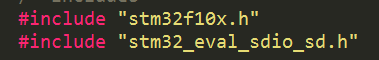 #include "stm32f10x.h"
#include "stm32_eval_sdio_sd.h"